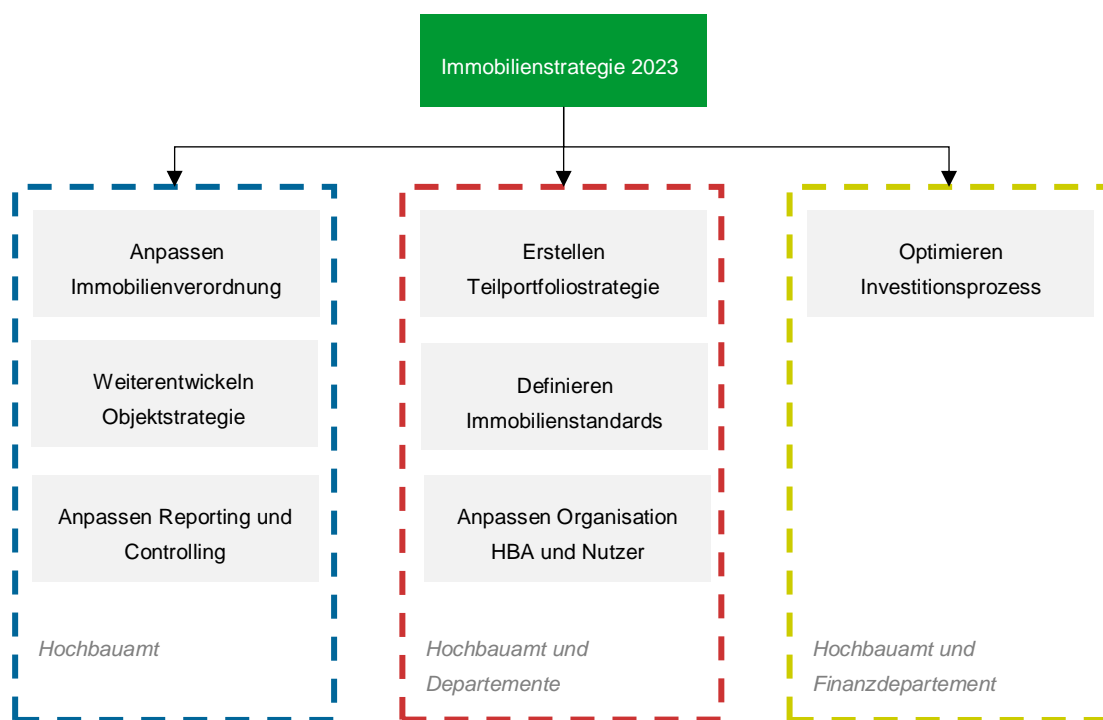 Immobilienstrategie 2023
Anpassen
Immobilienverordnung
Weiterentwickeln
Objektstrategie
Anpassen Reporting und
Controlling
Hochbauamt
Erstellen
Teilportfoliostrategie
Definieren
Immobilienstandards
Anpassen Organisation
HBA und Nutzer
Hochbauamt und
Departemente
Optimieren
Investitionsprozess
Hochbauamt und
Finanzdepartement